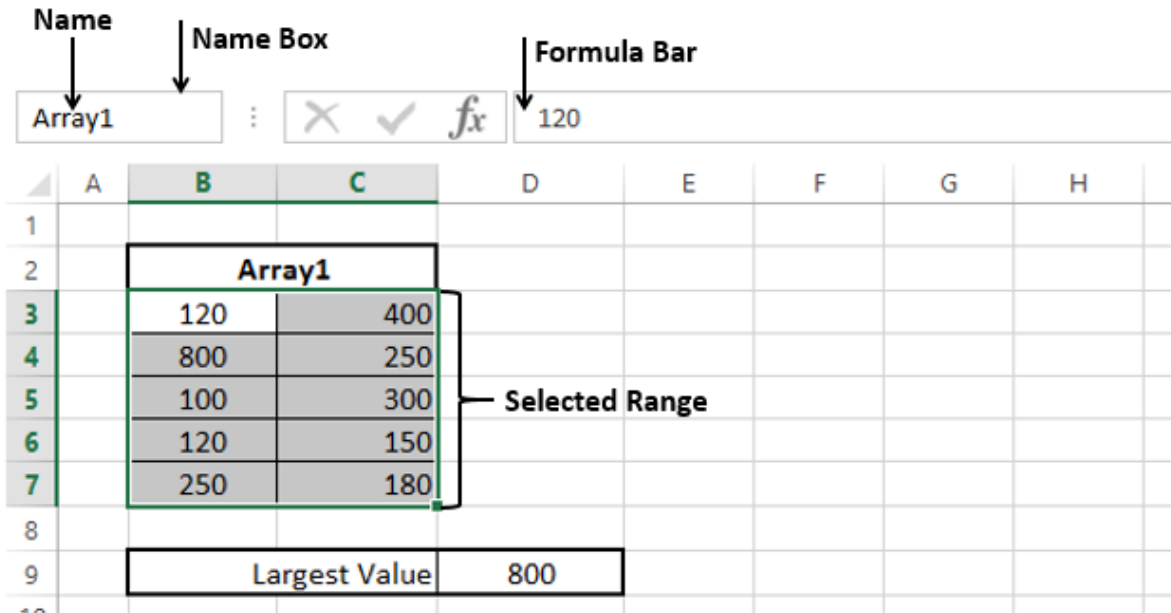 Name
Name Box
Formula Bar
Array1
fx
120
A B C D E F G H
1
2 Array1
3 120 400
4 800 250
5 100 300
Selected Range
6 120 150
7 250 180
8
9 Largest Value 800